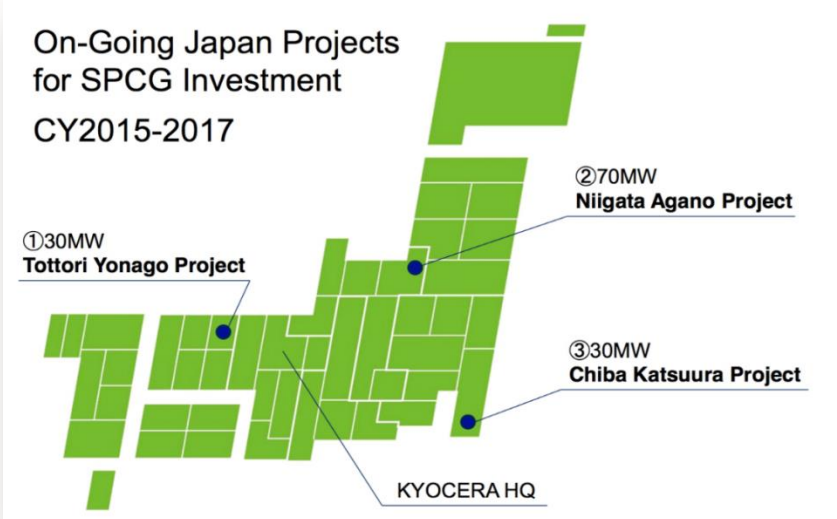 On-Going Japan Projects
for SPCG Investment
CY2015-2017
②70MW
Niigata Agano Project
①30MW
Tottori Yonago Project
③30MW
Chiba Katsuura Project
KYOCERA HQ